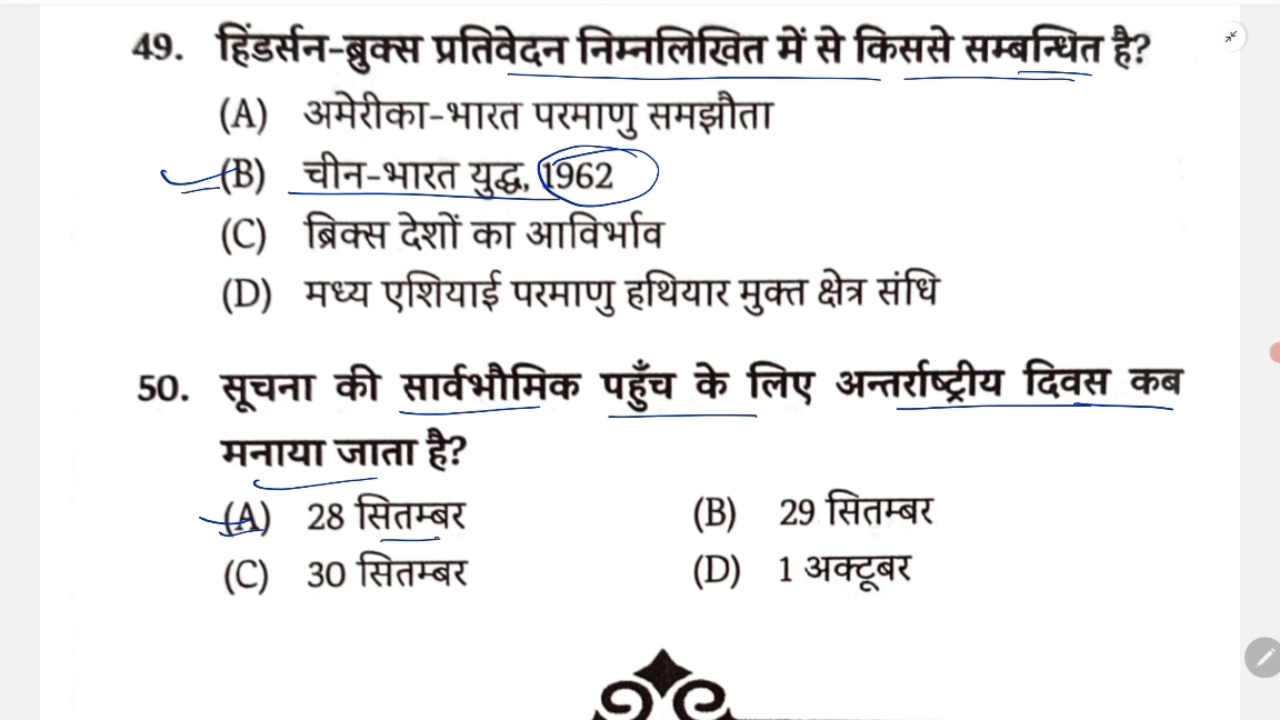 49. हिंडर्सन-ब्रुक्स प्रतिवेदन निम्नलिखित में से किससे सम्बन्धित है?
(A) अमेरीका-भारत परमाणु समझौता
(B) चीन-भारत युद्ध, 1962
(C) ब्रिक्स देशों का आविर्भाव
(D) मध्य एशियाई परमाणु हथियार मुक्त क्षेत्र संधि
50. सूचना की सार्वभौमिक पहुँच के लिए अन्तर्राष्ट्रीय दिवस कब
मनाया जाता है?
(A) 28 सितम्बर (B) 29 सितम्बर
(C) 30 सितम्बर (D) 1 अक्टूबर